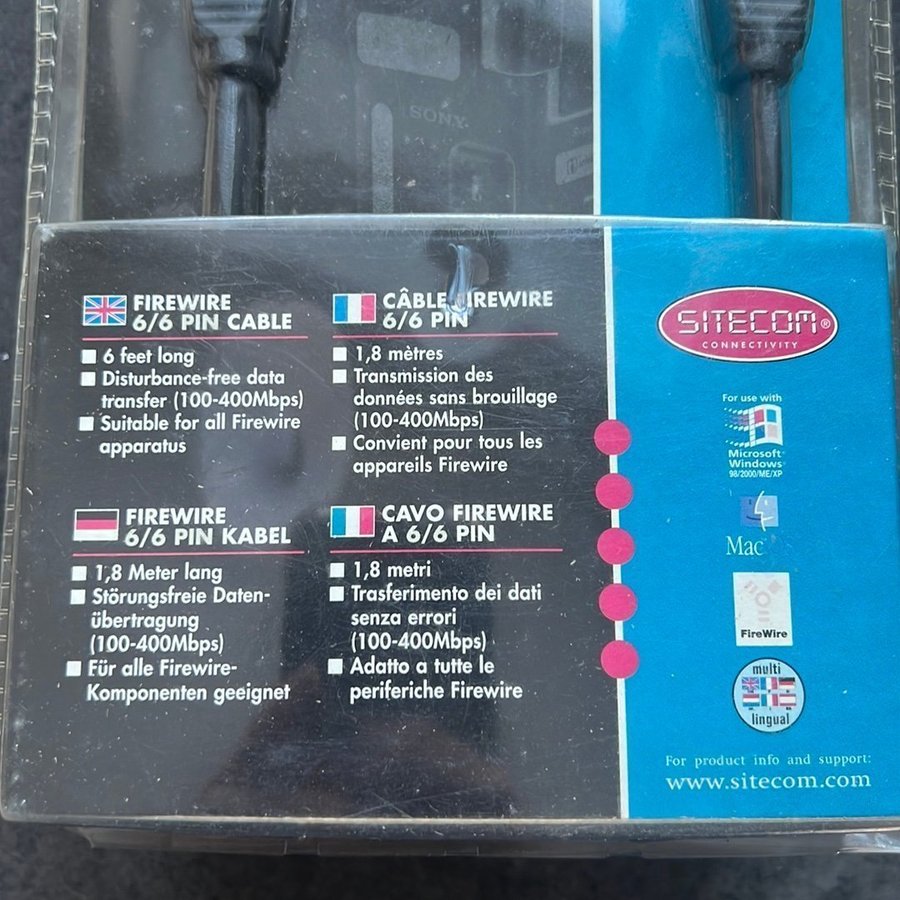 SONY
FIREWIRE
6/6 PIN CABLE
6 feet long
Disturbance-free data
transfer (100-400Mbps)
Suitable for all Firewire
apparatus
CÂBLE FIREWIRE
6/6 PIN
1,8 mètres
Transmission des
données sans brouillage
(100-400Mbps)
Convient pour tous les
appareils Firewire
FIREWIRE
6/6 PIN KABEL
1,8 Meter lang
Störungsfreie Daten-
übertragung
(100-400Mbps)
Für alle Firewire-
Komponenten geeignet
CAVO FIREWIRE
A 6/6 PIN
1,8 metri
Trasferimento dei dati
senza errori
(100-400Mbps)
Adatto a tutte le
periferiche Firewire
SITECOM®
CONNECTIVITY
For use with
Microsoft®
Windows®
98/2000/ME/XP
Mac
FireWire
multi
lingual
For product info and support:
www.sitecom.com